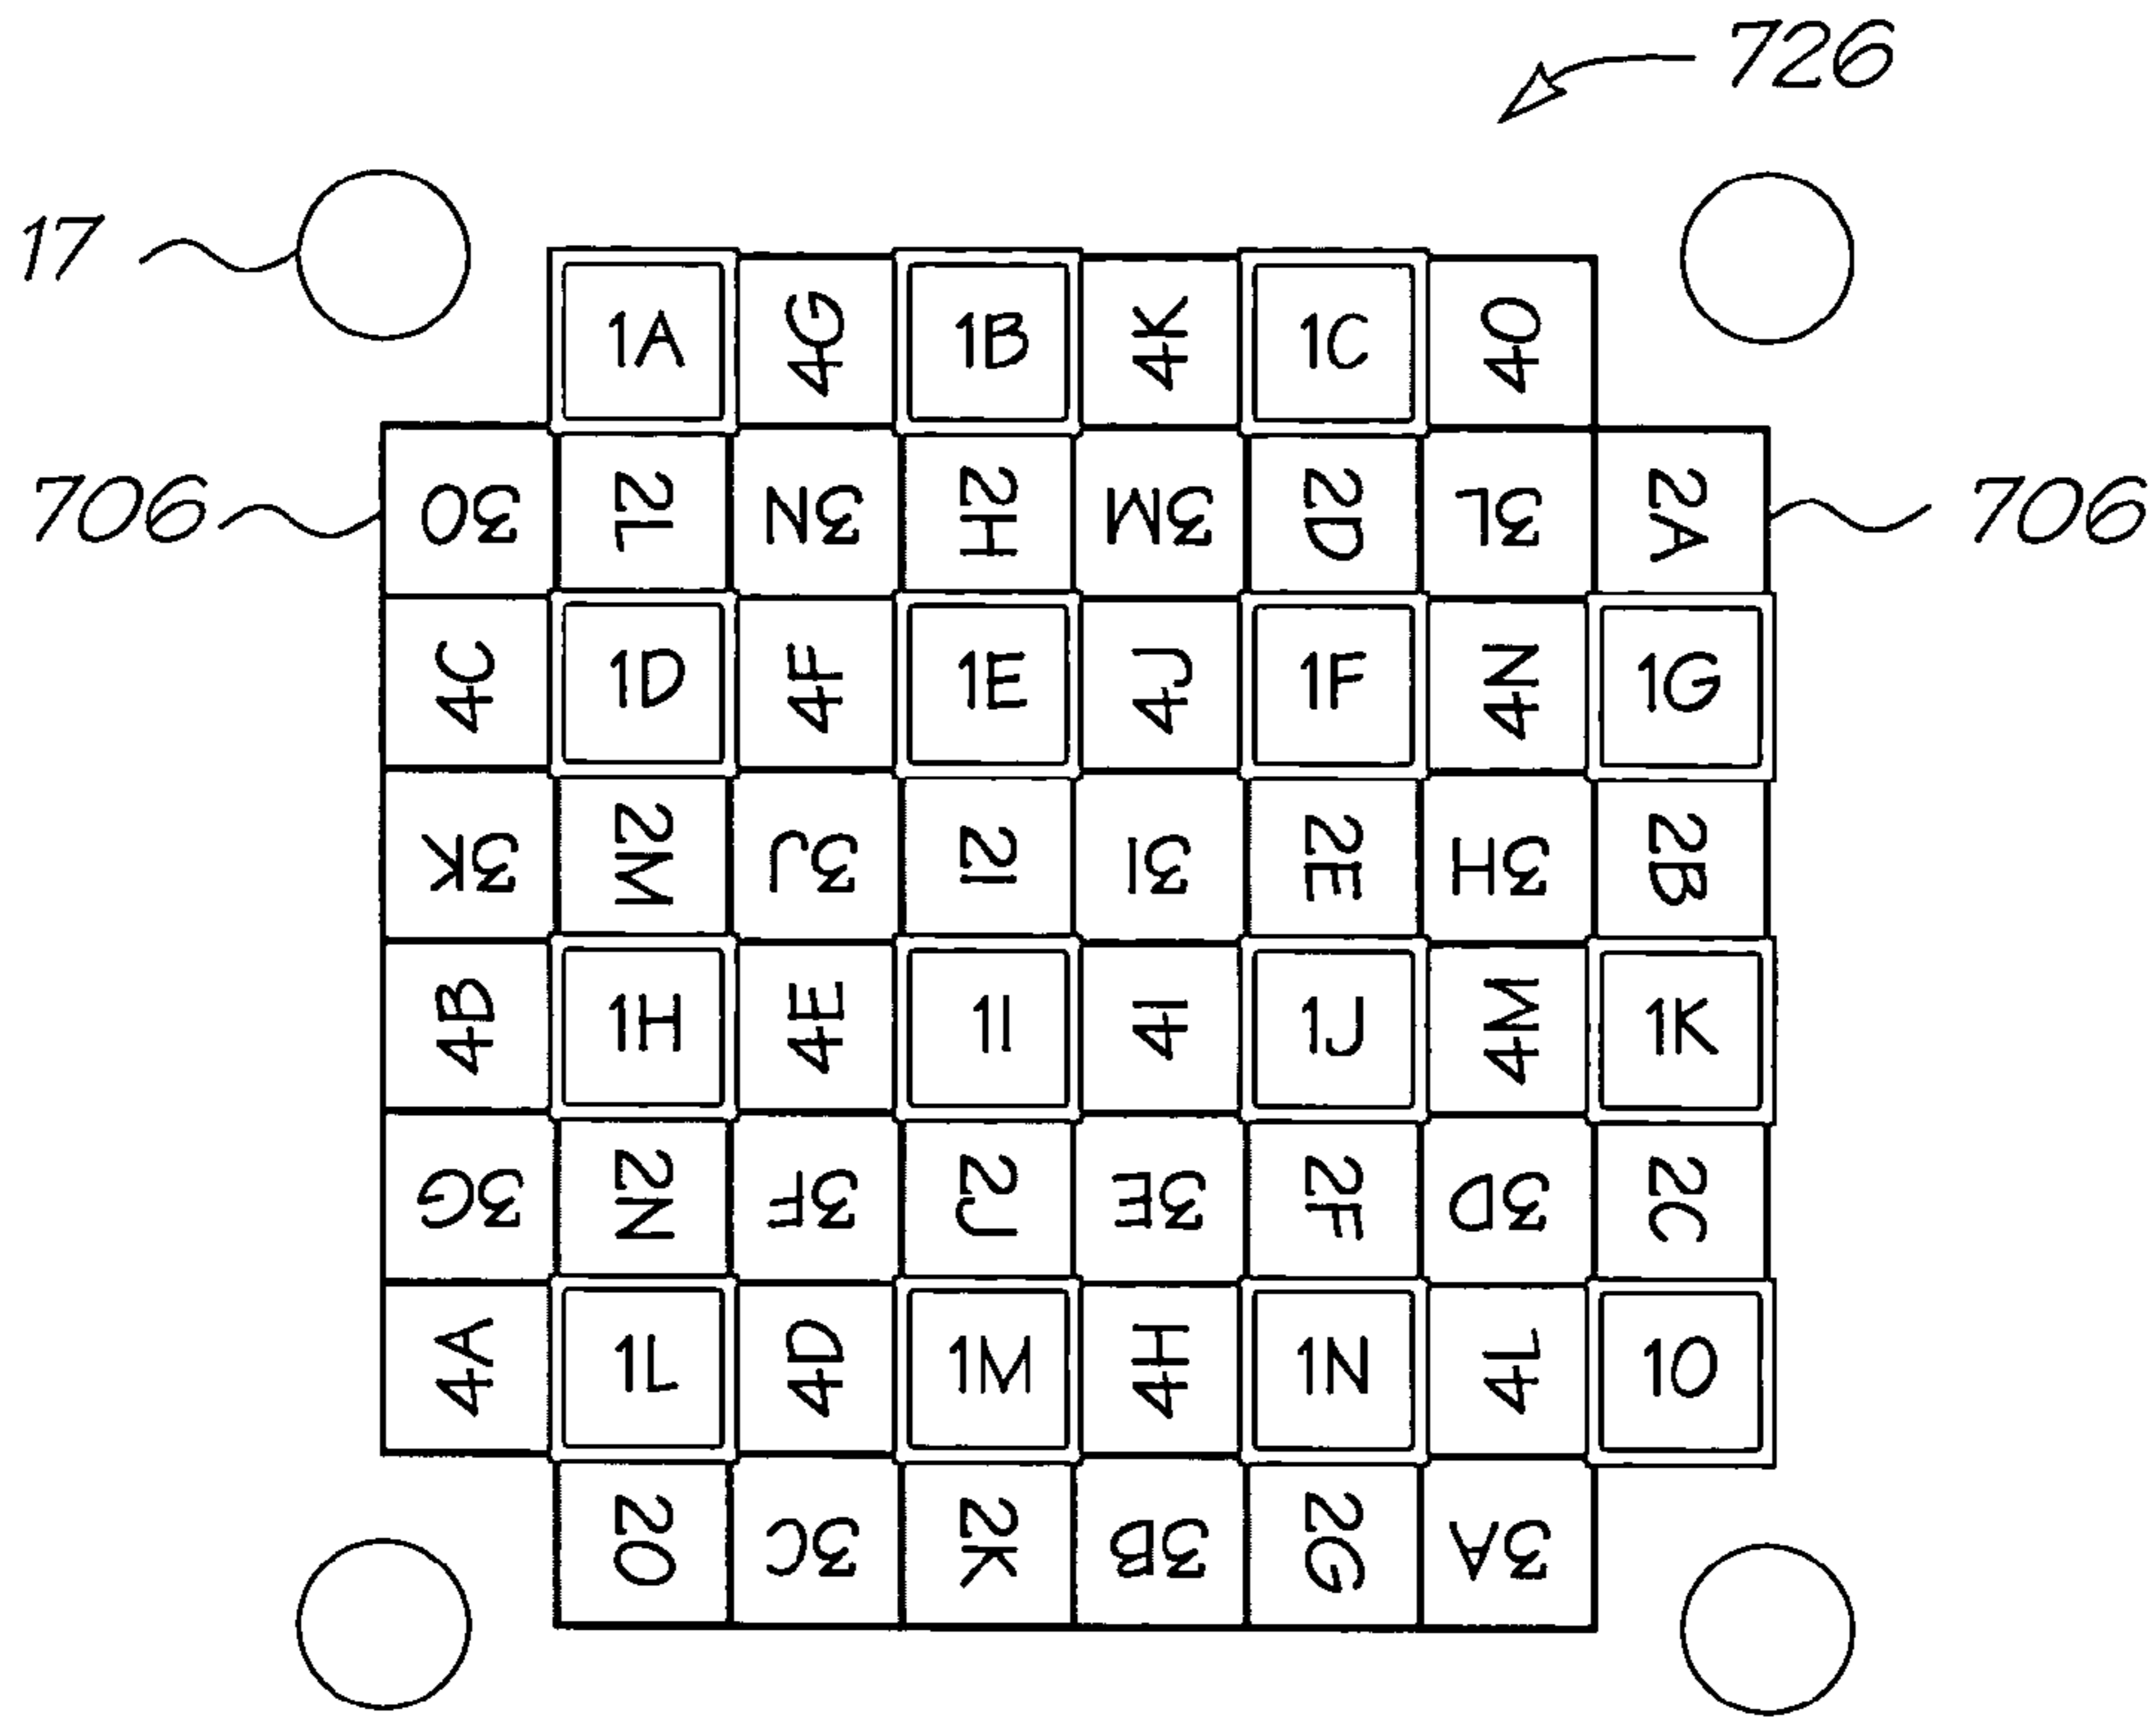 726
17
1A 4G 1B 4K 1C 4O
706 3O 2L 3N 2H 3M 2D 3L 2A 706
4C 1D 4F 1E 4J 1F 4N 1G
3K 2M 3J 2I 3I 2E 3H 2B
4B 1H 4E 1I 4I 1J 4M 1K
3G 2N 3F 2J 3E 2F 3D 2C
4A 1L 4D 1M 4H 1N 4L 1O
2O 3C 2K 3B 2G 3A